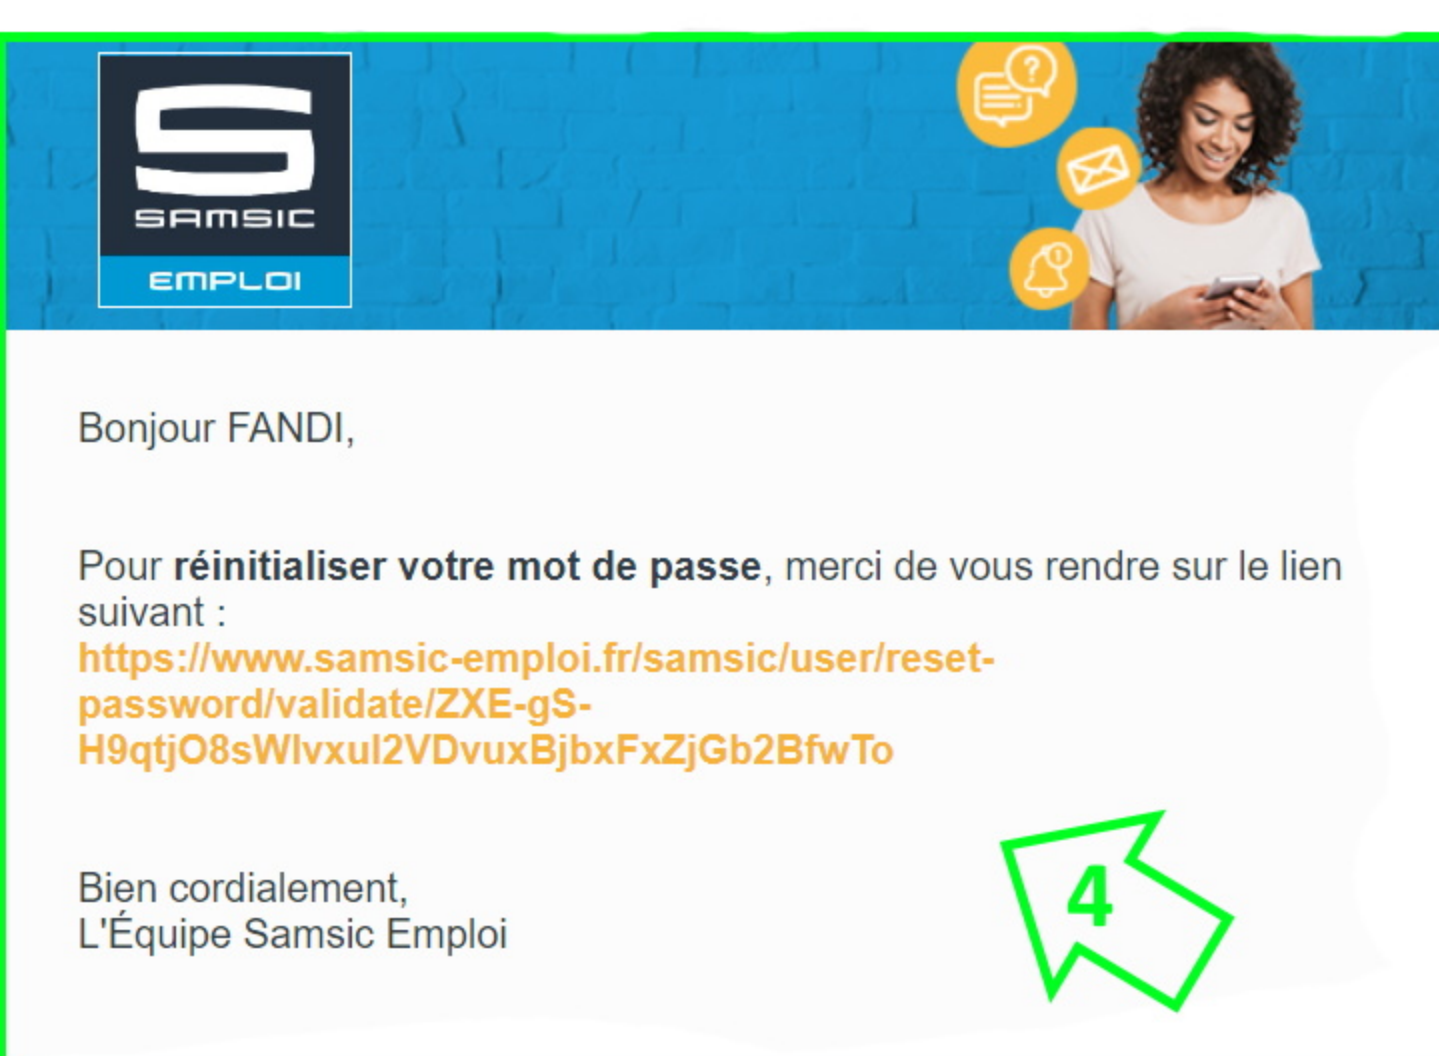 SAMSIC
EMPLOI
Bonjour FANDI,
Pour réinitialiser votre mot de passe, merci de vous rendre sur le lien
suivant :
https://www.samsic-emploi.fr/samsic/user/reset-
password/validate/ZXE-gS-
H9qtjO8sWIvxuI2VDvuxBjbxFxZjGb2BfwTo
4
Bien cordialement,
L'Équipe Samsic Emploi